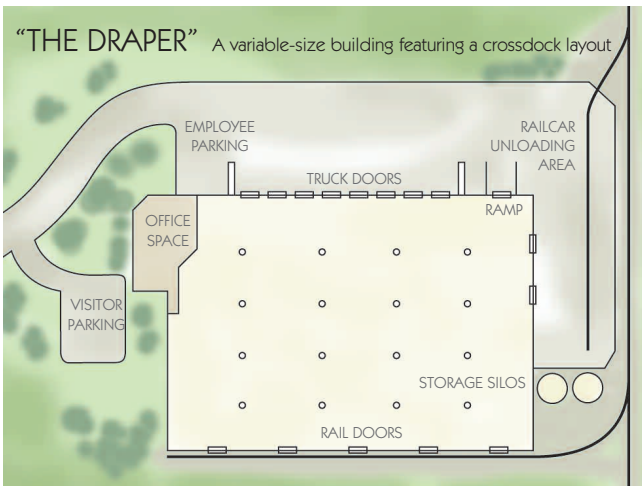 “THE DRAPER” A variable-size building featuring a crossdock layout
EMPLOYEE
PARKING
RAILCAR
UNLOADING
AREA
TRUCK DOORS
RAMP
OFFICE
SPACE
VISITOR
PARKING
STORAGE SILOS
RAIL DOORS